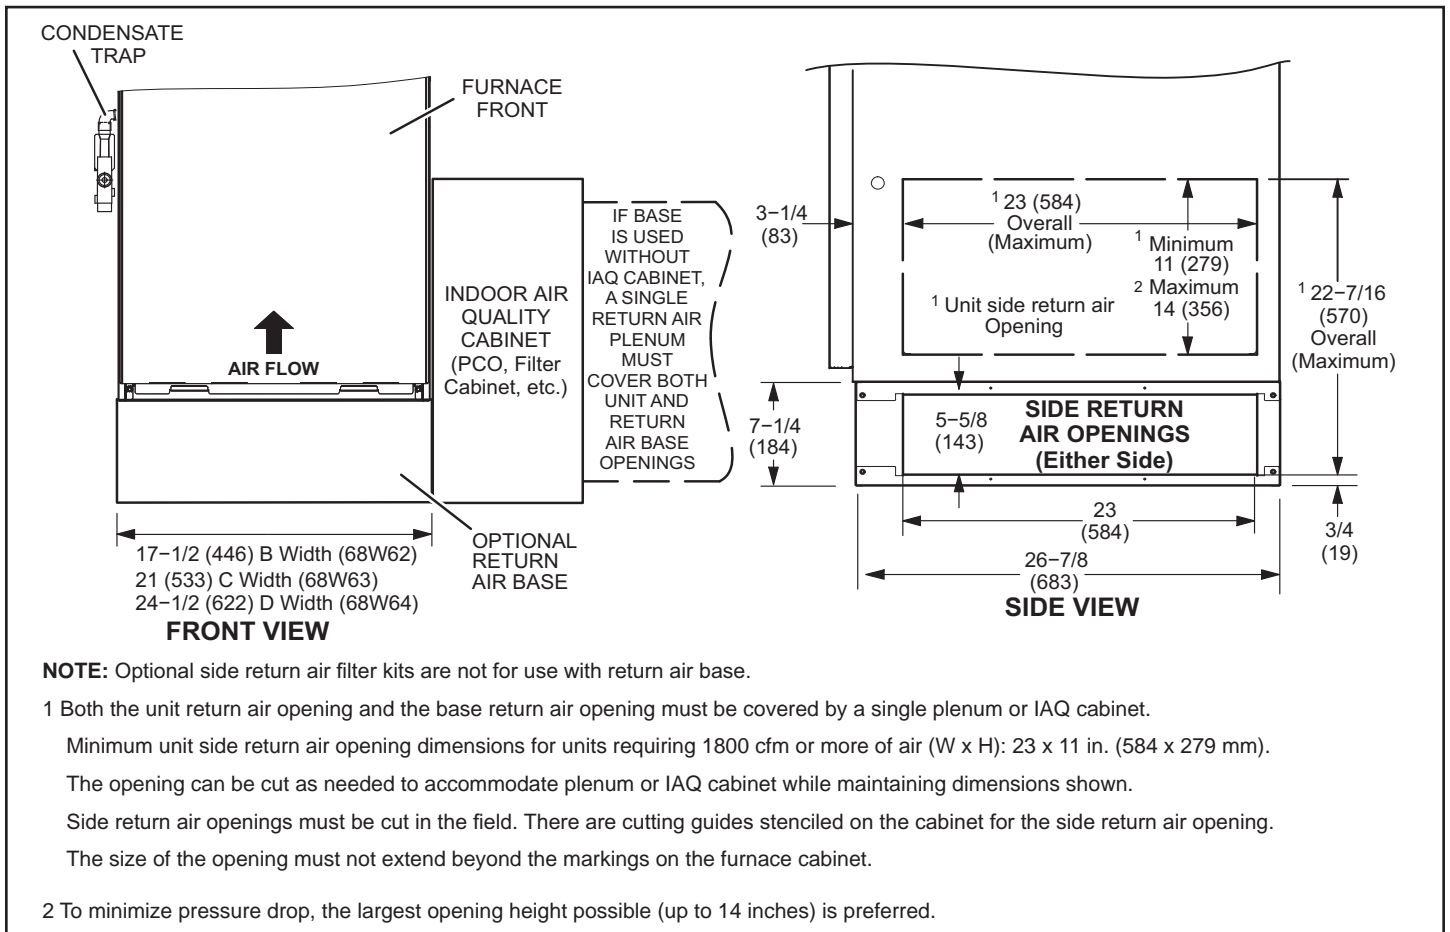 CONDENSATE
TRAP
FURNACE
FRONT
AIR FLOW
INDOOR AIR
QUALITY
CABINET
(PCO, Filter
Cabinet, etc.)
IF BASE
IS USED
WITHOUT
IAQ CABINET,
A SINGLE
RETURN AIR
PLENUM
MUST
COVER BOTH
UNIT AND
RETURN
AIR BASE
OPENINGS
OPTIONAL
RETURN
AIR BASE
17−1/2 (446) B Width (68W62)
21 (533) C Width (68W63)
24−1/2 (622) D Width (68W64)
FRONT VIEW
3−1/4
(83)
1 23 (584)
Overall
(Maximum)
1 Minimum
11 (279)
2 Maximum
14 (356)
1 Unit side return air
Opening
1 22−7/16
(570)
Overall
(Maximum)
7−1/4
(184)
5−5/8
(143)
SIDE RETURN
AIR OPENINGS
(Either Side)
23
(584)
3/4
(19)
26−7/8
(683)
SIDE VIEW
NOTE: Optional side return air filter kits are not for use with return air base.
1 Both the unit return air opening and the base return air opening must be covered by a single plenum or IAQ cabinet.
Minimum unit side return air opening dimensions for units requiring 1800 cfm or more of air (W x H): 23 x 11 in. (584 x 279 mm).
The opening can be cut as needed to accommodate plenum or IAQ cabinet while maintaining dimensions shown.
Side return air openings must be cut in the field. There are cutting guides stenciled on the cabinet for the side return air opening.
The size of the opening must not extend beyond the markings on the furnace cabinet.
2 To minimize pressure drop, the largest opening height possible (up to 14 inches) is preferred.